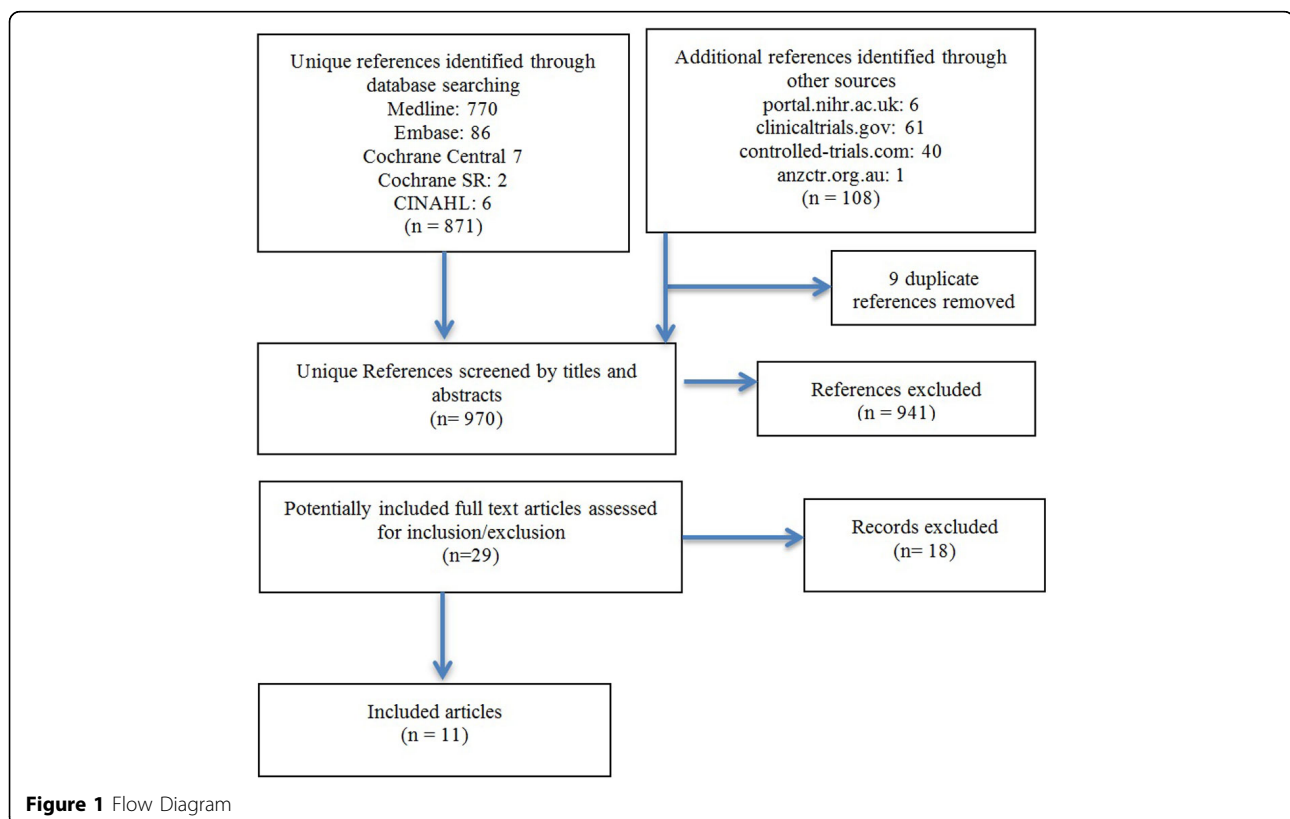 Unique references identified through
database searching
Medline: 770
Embase: 86
Cochrane Central 7
Cochrane SR: 2
CINAHL: 6
(n = 871)
Additional references identified through
other sources
portal.nihr.ac.uk: 6
clinicaltrials.gov: 61
controlled-trials.com: 40
anzctr.org.au: 1
(n = 108)
9 duplicate
references removed
Unique References screened by titles and
abstracts
(n= 970)
References excluded
(n = 941)
Potentially included full text articles assessed
for inclusion/exclusion
(n=29)
Records excluded
(n= 18)
Included articles
(n = 11)
Figure 1 Flow Diagram